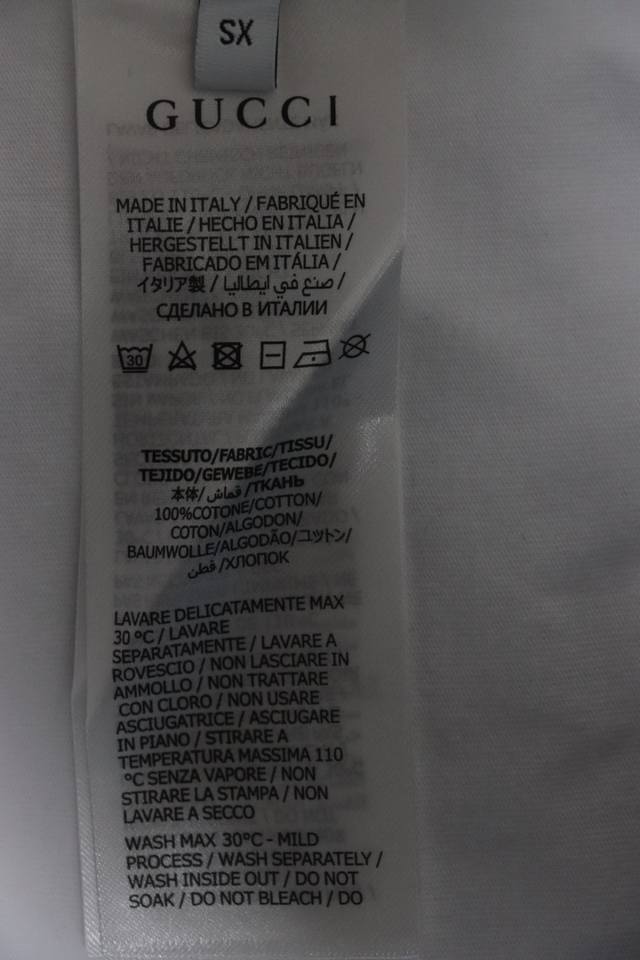 SX
GUCCI
MADE IN ITALY / FABRIQUÉ EN
ITALIE / HECHO EN ITALIA /
HERGESTELLT IN ITALIEN /
FABRICADO EM ITÁLIA /
イタリア製 / صنع في ايطاليا /
СДЕЛАНО В ИТАЛИИ
30
TESSUTO/FABRIC/TISSU/
TEJIDO/GEWEBE/TECIDO/
本体/قماش/ТКАНЬ
100%COTONE/COTTON/
COTON/ALGODON/
BAUMWOLLE/ALGODÃO/コットン/
قطن/ХЛОПОК
LAVARE DELICATAMENTE MAX
30 °C / LAVARE
SEPARATAMENTE / LAVARE A
ROVESCIO / NON LASCIARE IN
AMMOLLO / NON TRATTARE
CON CLORO / NON USARE
ASCIUGATRICE / ASCIUGARE
IN PIANO / STIRARE A
TEMPERATURA MASSIMA 110
°C SENZA VAPORE / NON
STIRARE LA STAMPA / NON
LAVARE A SECCO
WASH MAX 30°C - MILD
PROCESS / WASH SEPARATELY /
WASH INSIDE OUT / DO NOT
SOAK / DO NOT BLEACH / DO